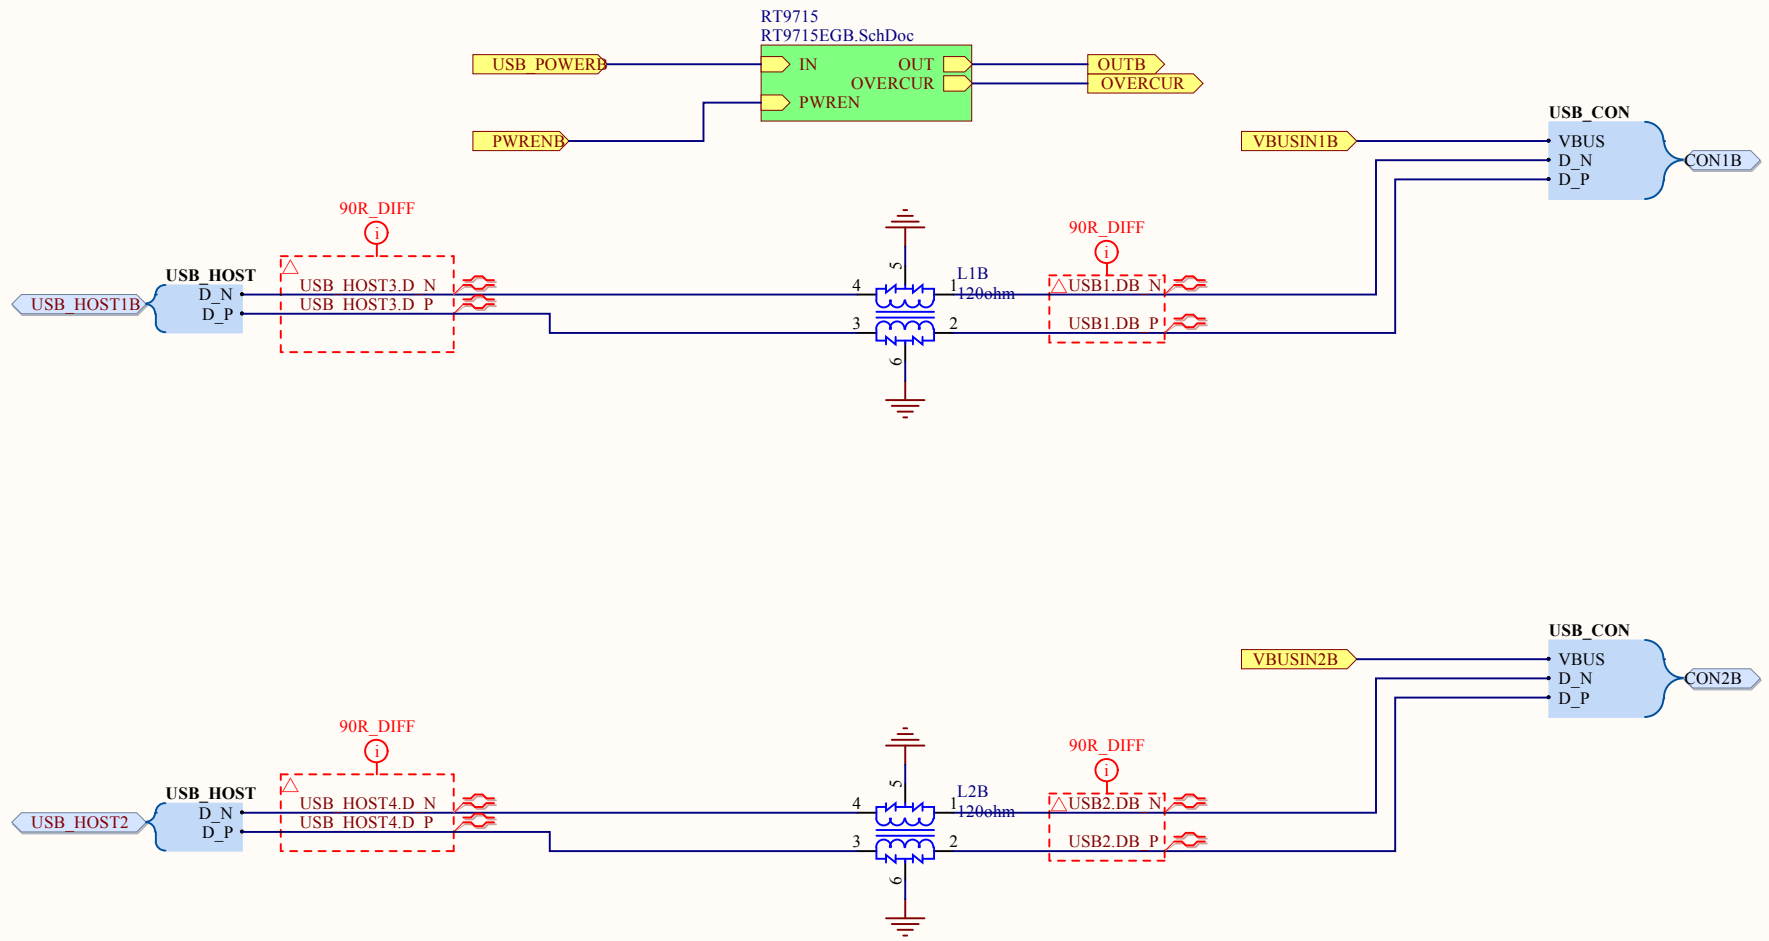 RT9715
RT9715EGB.SchDoc
USB_POWERB
IN
OUT
OUTB
OVERCUR
OVERCUR
PWREN
PWRENB
USB_CON
VBUSIN1B
VBUS
D_N
CON1B
D_P
90R_DIFF
i
90R_DIFF
i
USB_HOST
USB_HOST3.D_N
5
L1B
D_N
4
1
120ohm
USB1.DB_N
USB_HOST1B
USB_HOST3.D_P
D_P
3
2
USB1.DB_P
6
USB_CON
VBUSIN2B
VBUS
D_N
CON2B
D_P
90R_DIFF
i
90R_DIFF
i
USB_HOST
USB_HOST4.D_N
5
L2B
D_N
4
1
120ohm
USB2.DB_N
USB_HOST2
USB_HOST4.D_P
D_P
3
2
USB2.DB_P
6